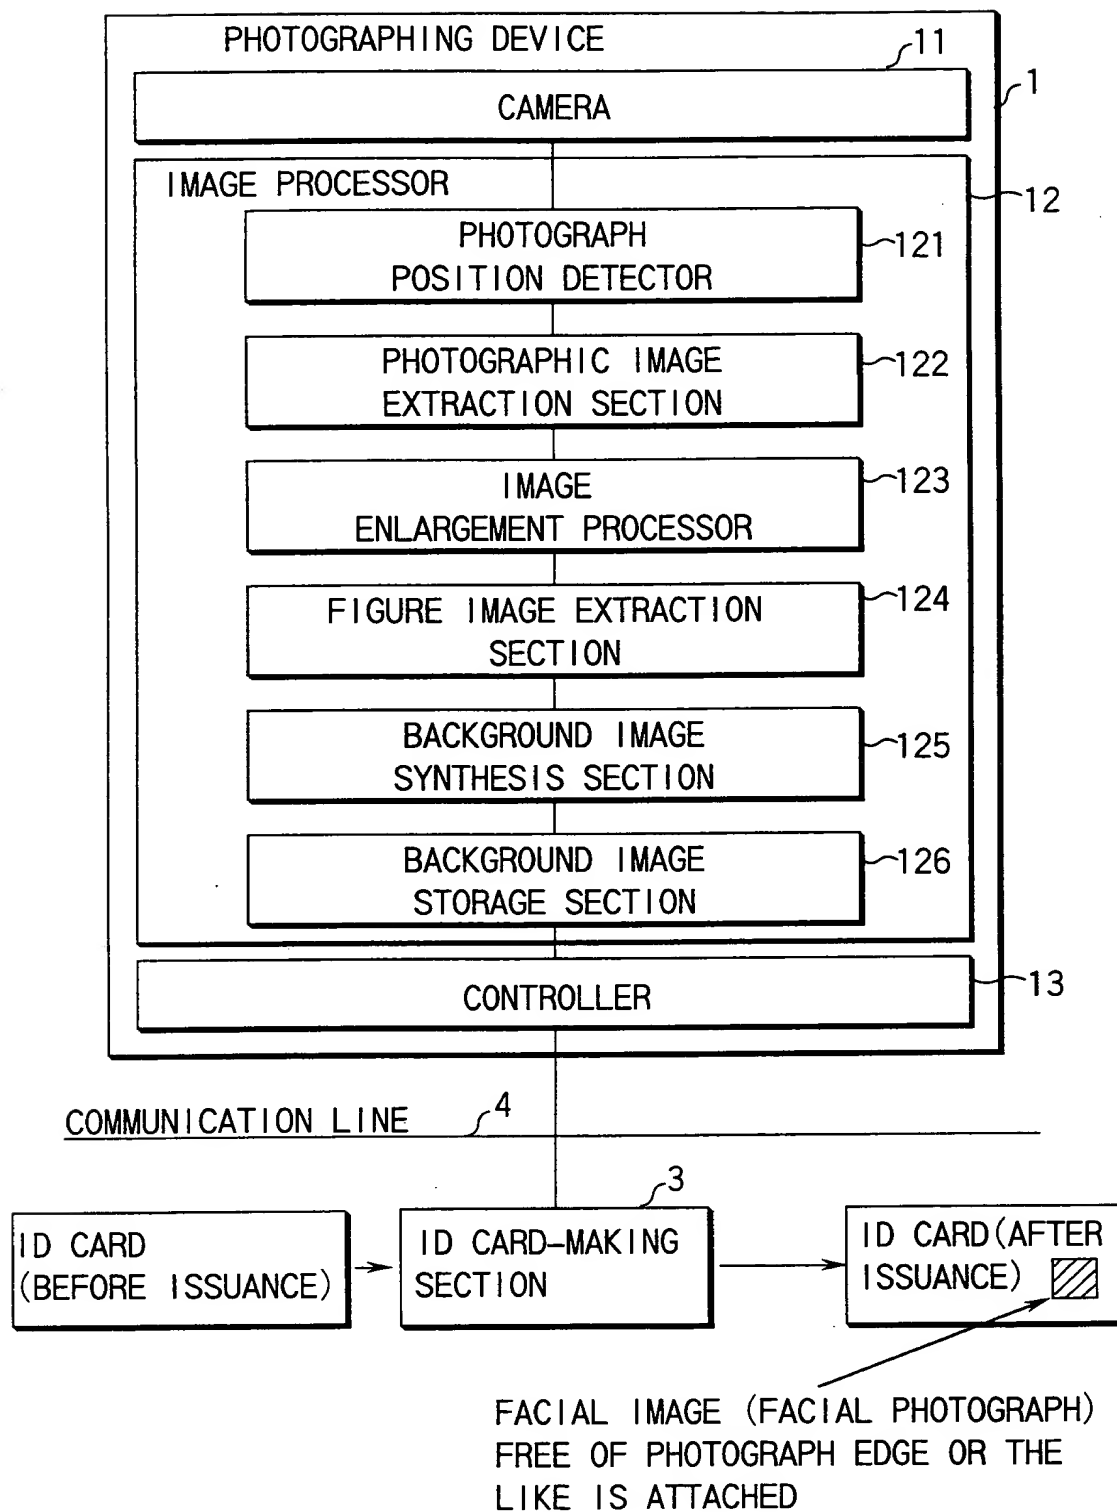 PHOTOGRAPHING DEVICE
11
CAMERA
1
IMAGE PROCESSOR
12
PHOTOGRAPH
POSITION DETECTOR
121
PHOTOGRAPHIC IMAGE
EXTRACTION SECTION
122
IMAGE
ENLARGEMENT PROCESSOR
123
FIGURE IMAGE EXTRACTION
SECTION
124
BACKGROUND IMAGE
SYNTHESIS SECTION
125
BACKGROUND IMAGE
STORAGE SECTION
126
CONTROLLER
13
COMMUNICATION LINE
4
3
ID CARD
(BEFORE ISSUANCE)
ID CARD-MAKING
SECTION
ID CARD(AFTER
ISSUANCE)
FACIAL IMAGE (FACIAL PHOTOGRAPH)
FREE OF PHOTOGRAPH EDGE OR THE
LIKE IS ATTACHED